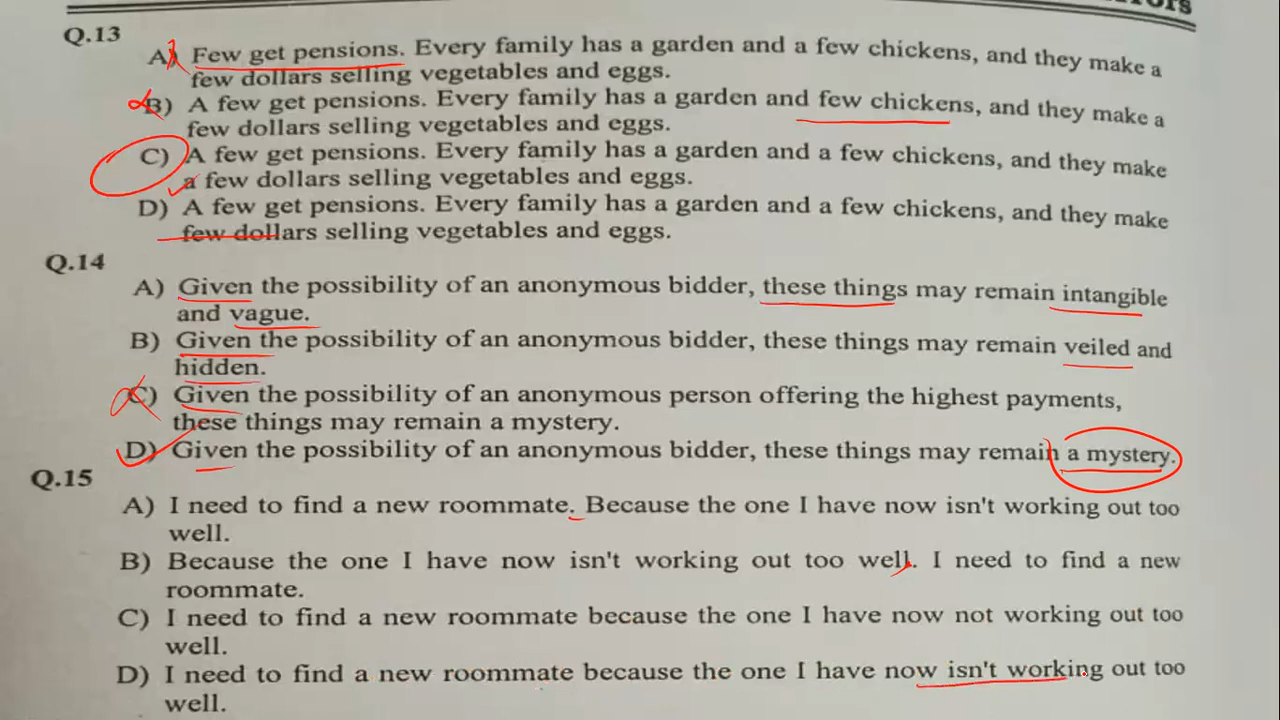 Q.13
A) Few get pensions. Every family has a garden and a few chickens, and they make a
few dollars selling vegetables and eggs.
B) A few get pensions. Every family has a garden and few chickens, and they make a
few dollars selling vegetables and eggs.
C) A few get pensions. Every family has a garden and a few chickens, and they make
a few dollars selling vegetables and eggs.
D) A few get pensions. Every family has a garden and a few chickens, and they make
few dollars selling vegetables and eggs.
Q.14
A) Given the possibility of an anonymous bidder, these things may remain intangible
and vague.
B) Given the possibility of an anonymous bidder, these things may remain veiled and
hidden.
C) Given the possibility of an anonymous person offering the highest payments,
these things may remain a mystery.
D) Given the possibility of an anonymous bidder, these things may remain a mystery.
Q.15
A) I need to find a new roommate. Because the one I have now isn't working out too
well.
B) Because the one I have now isn't working out too well. I need to find a new
roommate.
C) I need to find a new roommate because the one I have now not working out too
well.
D) I need to find a new roommate because the one I have now isn't working out too
well.